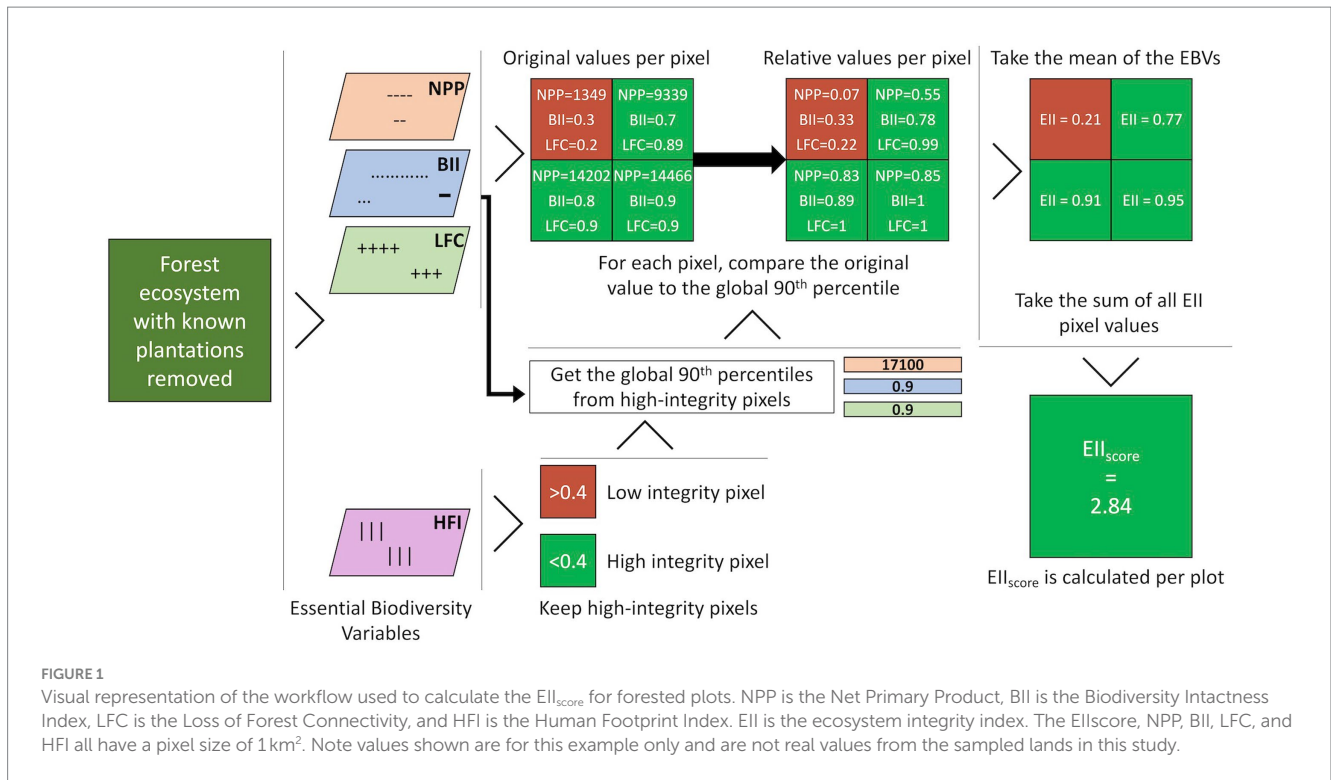 Forest
ecosystem
with known
plantations
removed
NPP
----
--
BII
............
...
–
LFC
++++
+++
HFI
| | |
| | |
Essential Biodiversity
Variables
Original values per pixel
NPP=1349
BII=0.3
LFC=0.2
NPP=9339
BII=0.7
LFC=0.89
NPP=14202
BII=0.8
LFC=0.9
NPP=14466
BII=0.9
LFC=0.9
Relative values per pixel
NPP=0.07
BII=0.33
LFC=0.22
NPP=0.55
BII=0.78
LFC=0.99
NPP=0.83
BII=0.89
LFC=1
NPP=0.85
BII=1
LFC=1
For each pixel, compare the original
value to the global 90th percentile
Get the global 90th percentiles
from high-integrity pixels
17100
0.9
0.9
>0.4
Low integrity pixel
<0.4
High integrity pixel
Keep high-integrity pixels
Take the mean of the EBVs
EII = 0.21
EII = 0.77
EII = 0.91
EII = 0.95
Take the sum of all EII
pixel values
EIIscore
=
2.84
EIIscore is calculated per plot
FIGURE 1
Visual representation of the workflow used to calculate the EIIscore for forested plots. NPP is the Net Primary Product, BII is the Biodiversity Intactness
Index, LFC is the Loss of Forest Connectivity, and HFI is the Human Footprint Index. EII is the ecosystem integrity index. The EIIscore, NPP, BII, LFC, and
HFI all have a pixel size of 1 km². Note values shown are for this example only and are not real values from the sampled lands in this study.